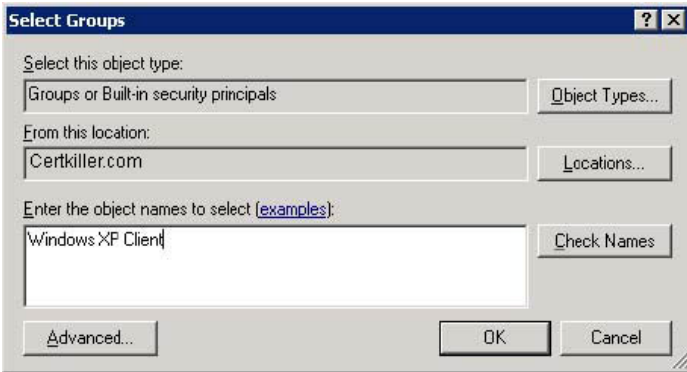 Select Groups
?
Select this object type:
Groups or Built-in security principals
Object Types...
From this location:
Certkiller.com
Locations...
Enter the object names to select (examples):
Windows XP Client
Check Names
Advanced...
OK
Cancel